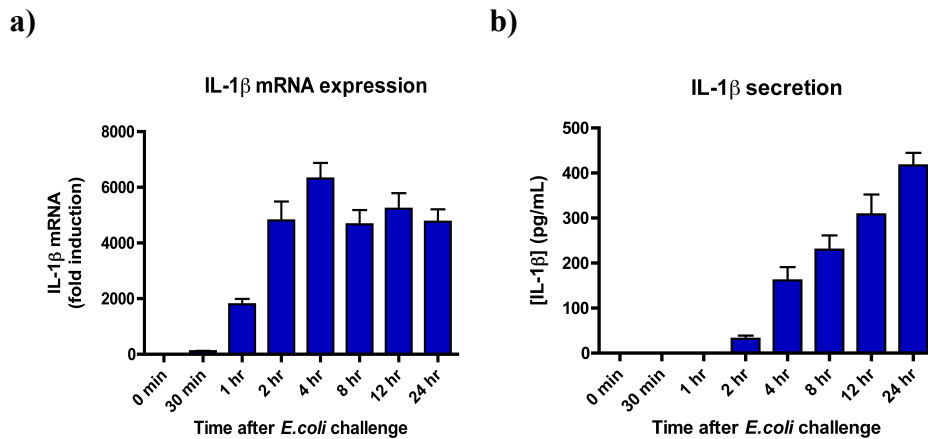 a)
IL-1β mRNA expression
IL-1β mRNA
(fold induction)
8000
6000
4000
2000
0
0 min
30 min
1 hr
2 hr
4 hr
8 hr
12 hr
24 hr
Time after E.coli challenge
b)
IL-1β secretion
[IL-1β] (pg/mL)
500
400
300
200
100
0
0 min
30 min
1 hr
2 hr
4 hr
8 hr
12 hr
24 hr
Time after E.coli challenge